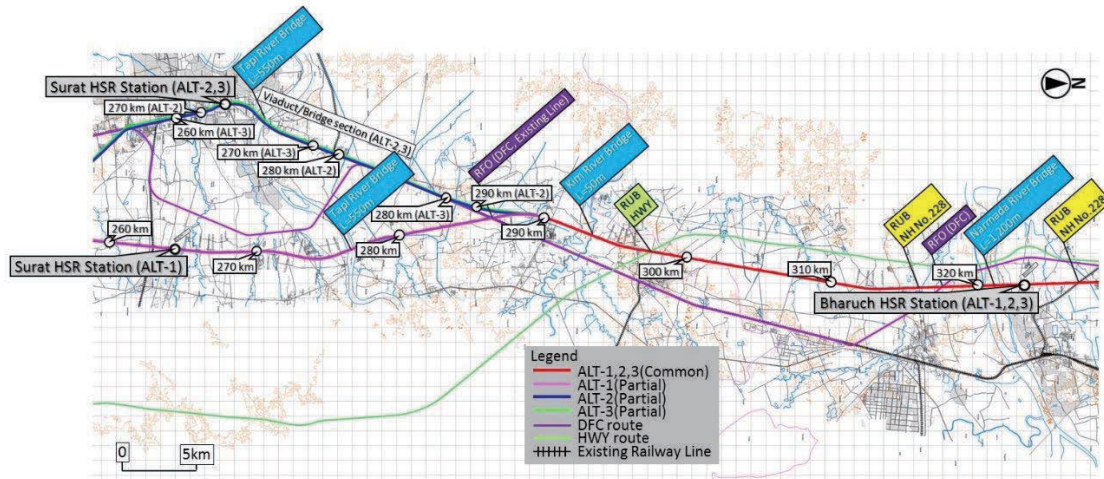 Tapi River Bridge
L=550m
Surat HSR Station (ALT-2,3)
270 km (ALT-2)
260 km (ALT-3)
Viaduct/Bridge section (ALT-2,3)
270 km (ALT-3)
280 km (ALT-2)
RFO (DFC, Existing Line)
Kim River Bridge
L=50m
N
Tapi River Bridge
L=550m
290 km (ALT-2)
280 km (ALT-3)
RUB
HWY
RUB
NH No.228
RFO (DFC)
Narmada River Bridge
L=1,200m
RUB
NH No.228
260 km
Surat HSR Station (ALT-1)
270 km
280 km
290 km
300 km
310 km
320 km
Bharuch HSR Station (ALT-1,2,3)
Legend
ALT-1,2,3(Common)
ALT-1(Partial)
ALT-2(Partial)
ALT-3(Partial)
DFC route
HWY route
Existing Railway Line
0
5km